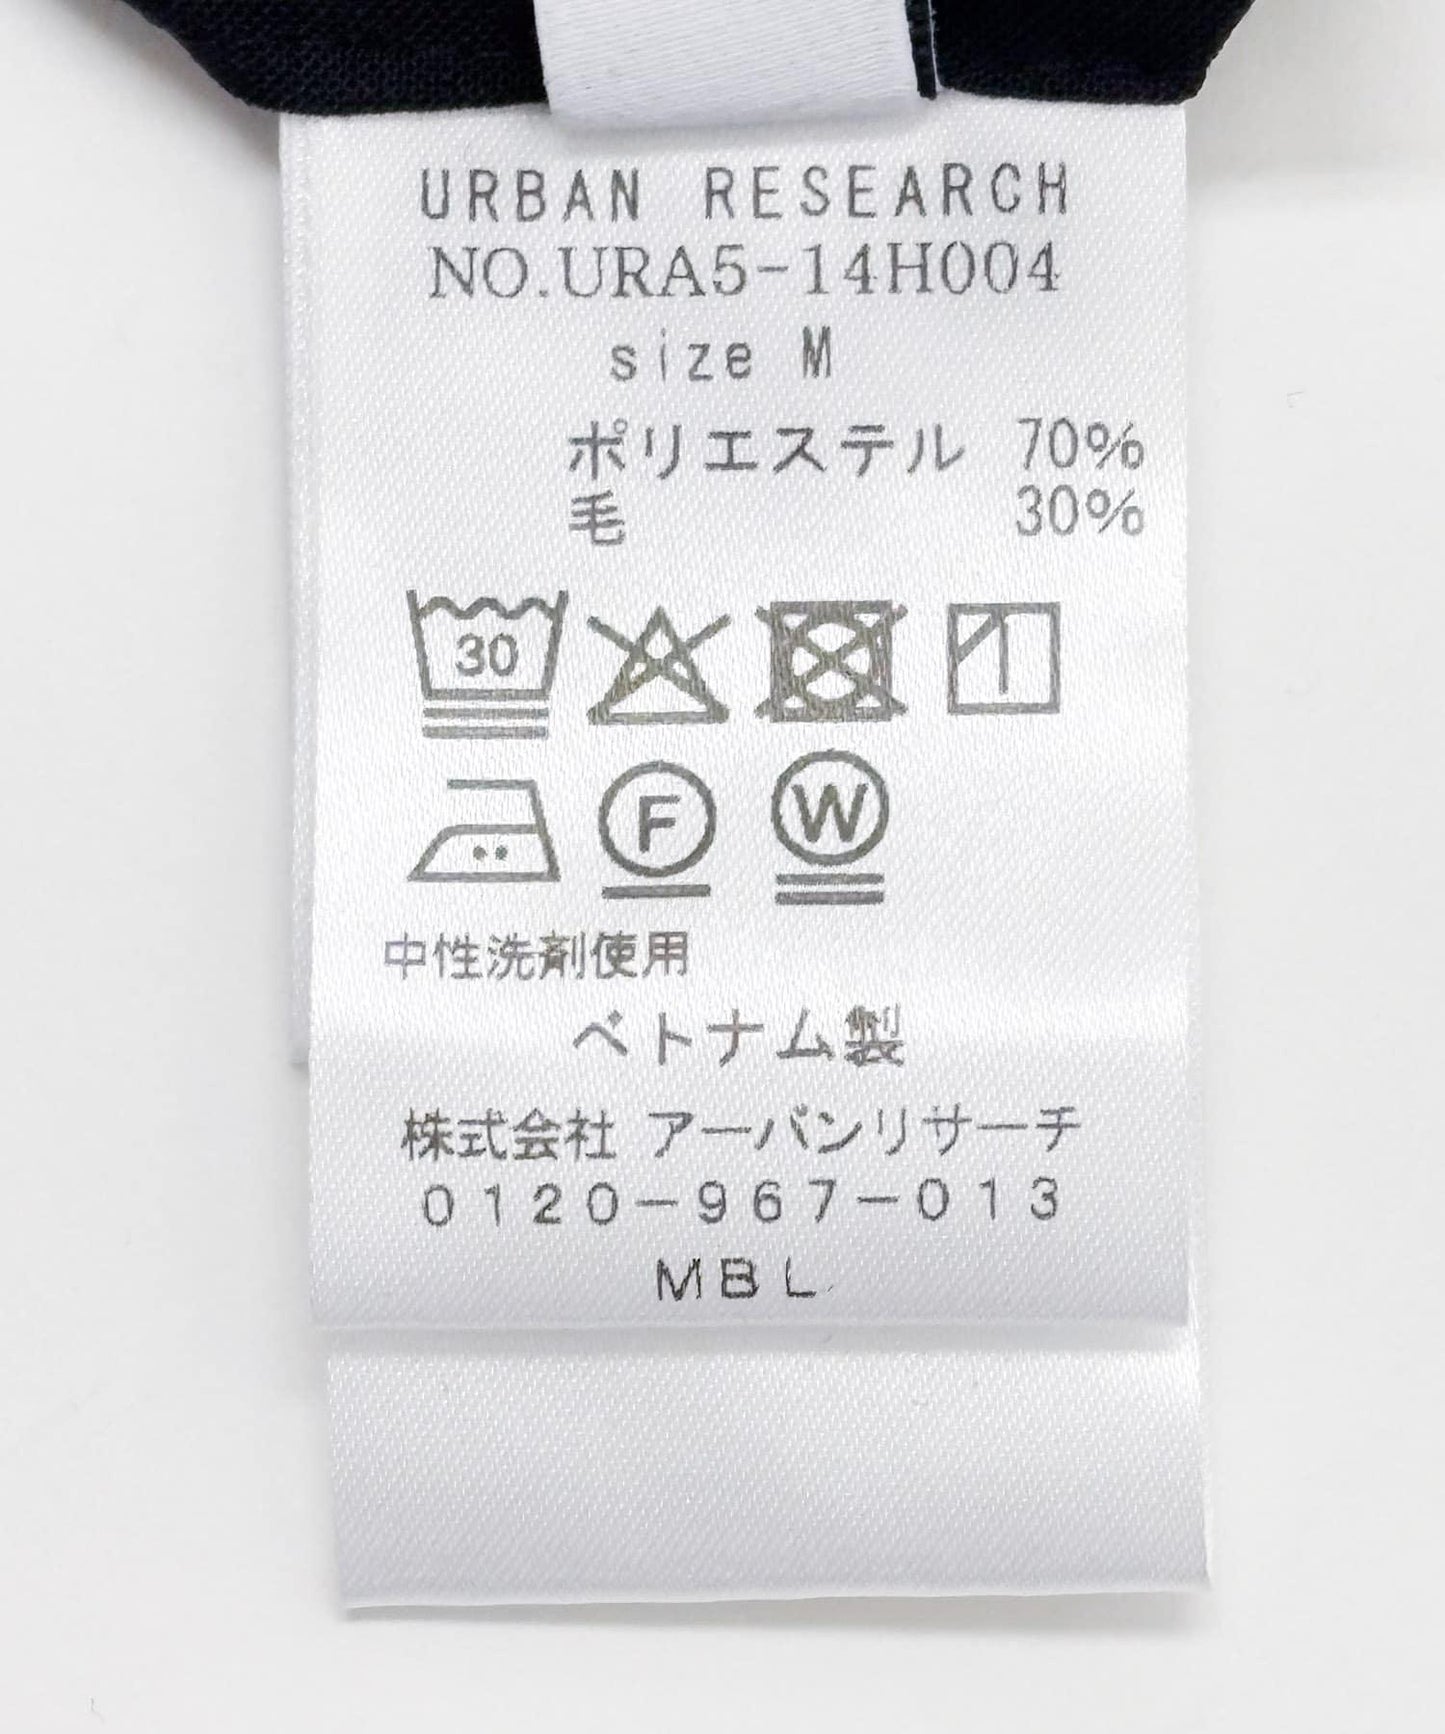 URBAN RESEARCH
NO.URA5-14H004
size M
ポリエステル 70%
毛 30%
30
F W
中性洗剤使用
ベトナム製
株式会社 アーバンリサーチ
0120-967-013
MBL